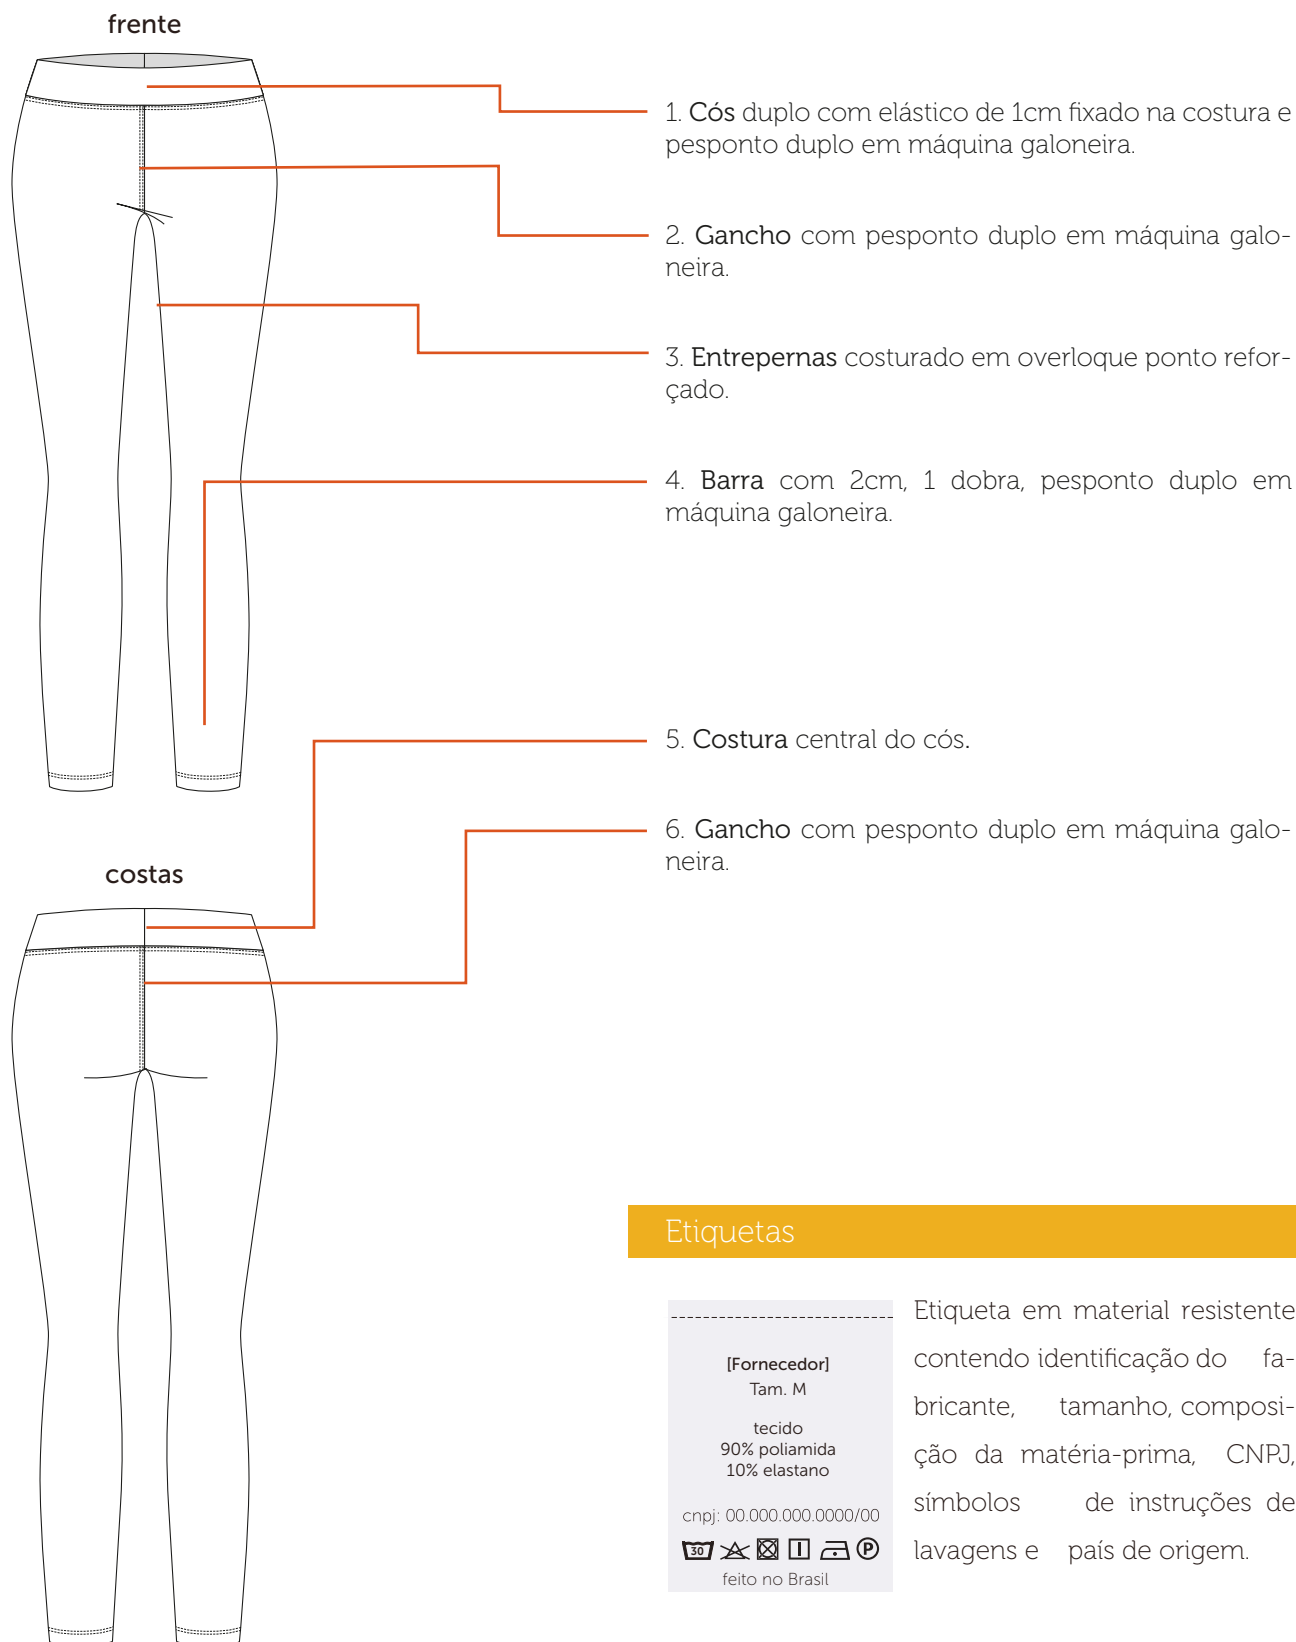 frente
1. Cós duplo com elástico de 1cm fixado na costura e
pesponto duplo em máquina galoneira.
2. Gancho com pesponto duplo em máquina galo-
neira.
3. Entrepernas costurado em overloque ponto refor-
çado.
4. Barra com 2cm, 1 dobra, pesponto duplo em
máquina galoneira.
5. Costura central do cós.
6. Gancho com pesponto duplo em máquina galo-
neira.
costas
Etiquetas
[Fornecedor]
Tam. M
tecido
90% poliamida
10% elastano
cnpj: 00.000.000.0000/00
30 P
feito no Brasil
Etiqueta em material resistente
contendo identificação do fa-
bricante, tamanho, composi-
ção da matéria-prima, CNPJ,
símbolos de instruções de
lavagens e país de origem.